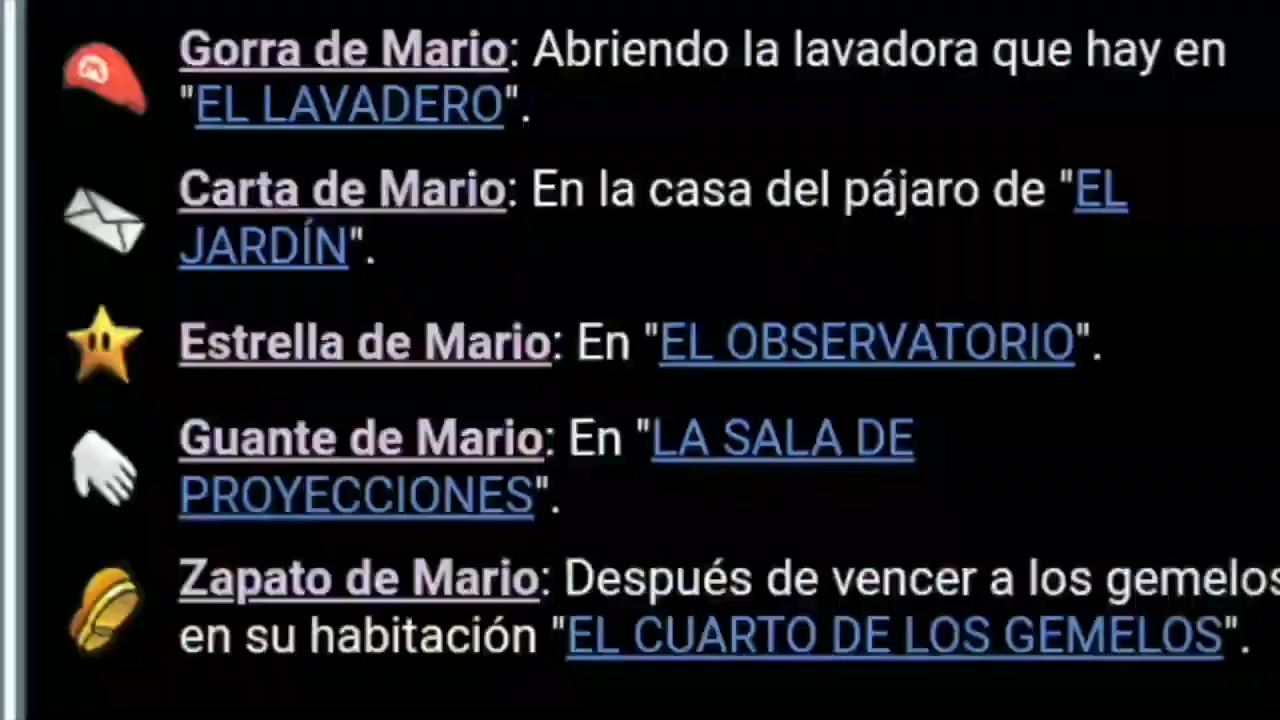 Gorra de Mario: Abriendo la lavadora que hay en
"EL LAVADERO".
Carta de Mario: En la casa del pájaro de "EL
JARDÍN".
Estrella de Mario: En "EL OBSERVATORIO".
Guante de Mario: En "LA SALA DE
PROYECCIONES".
Zapato de Mario: Después de vencer a los gemelos
en su habitación "EL CUARTO DE LOS GEMELOS".